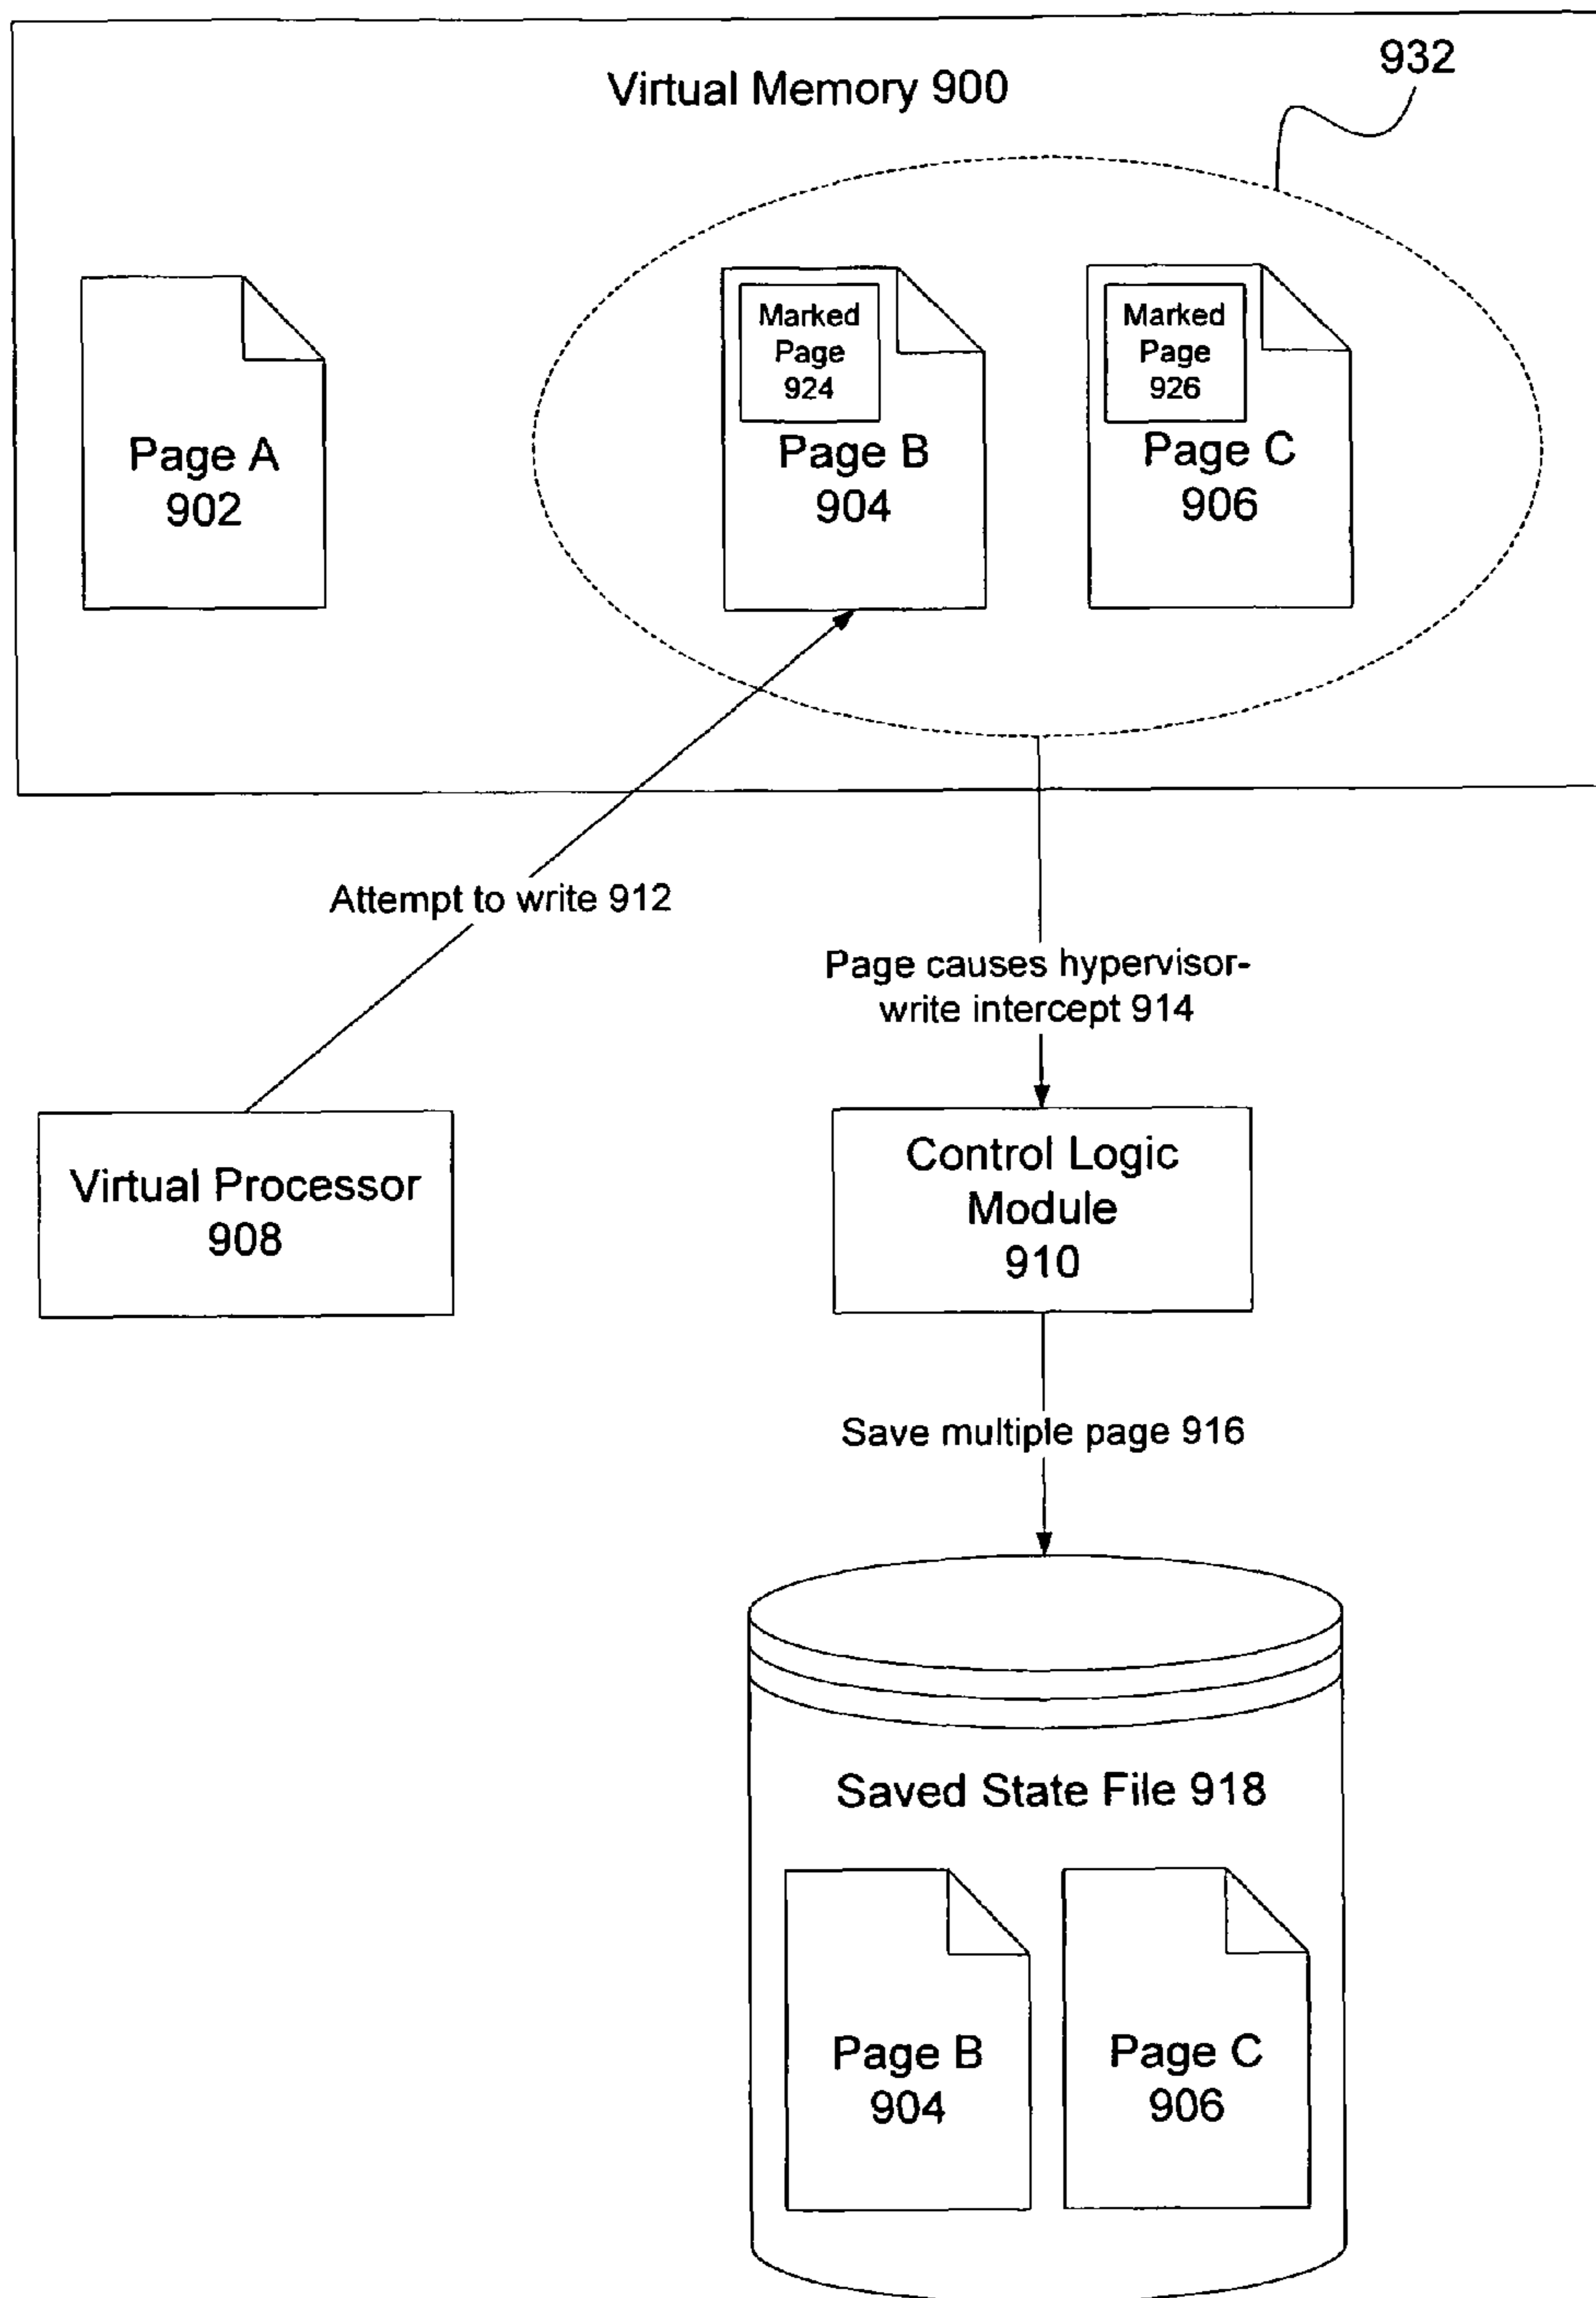 932
Virtual Memory 900
Marked
Page
924
Marked
Page
926
Page A
902
Page B
904
Page C
906
Attempt to write 912
Page causes hypervisor-
write intercept 914
Virtual Processor
908
Control Logic
Module
910
Save multiple page 916
Saved State File 918
Page B
904
Page C
906